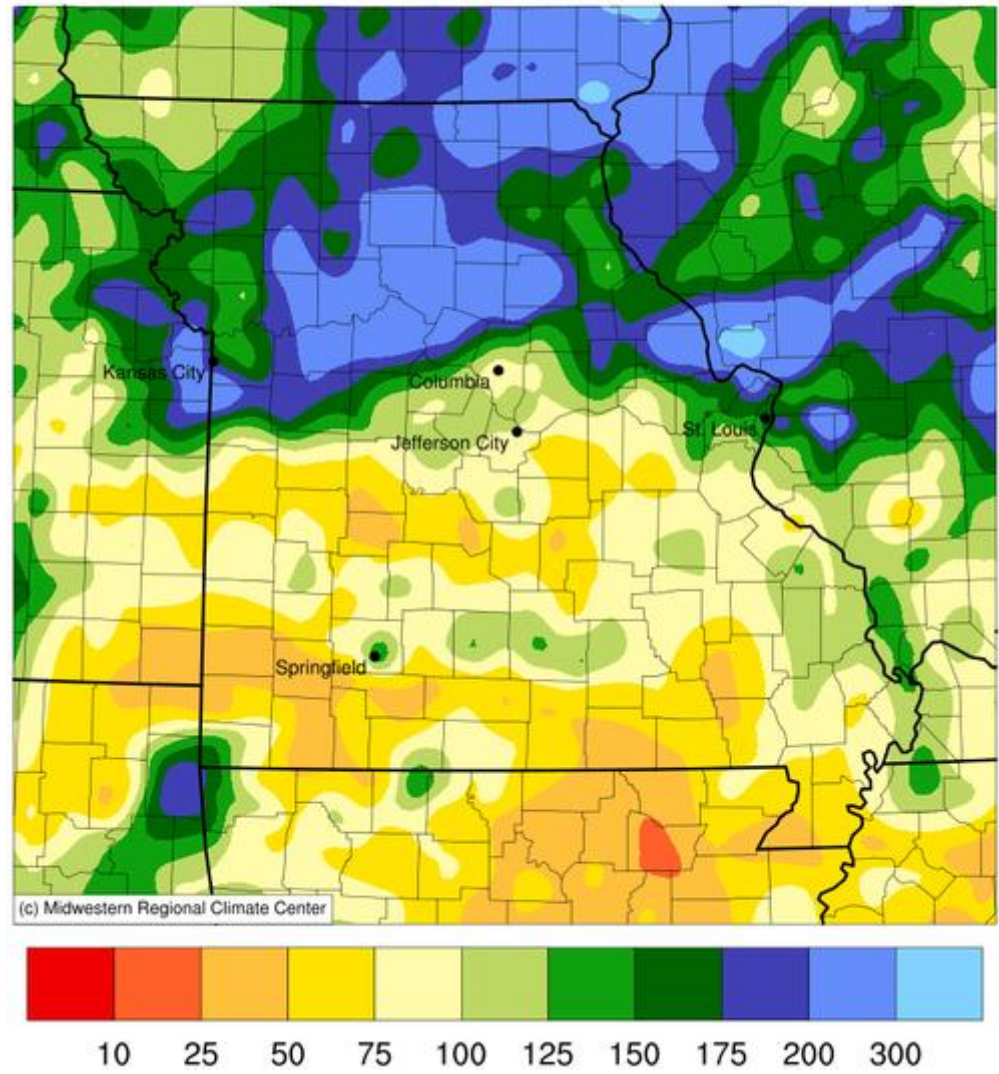 Kansas City
Columbia
Jefferson City
St. Louis
Springfield
(c) Midwestern Regional Climate Center
10 25 50 75 100 125 150 175 200 300